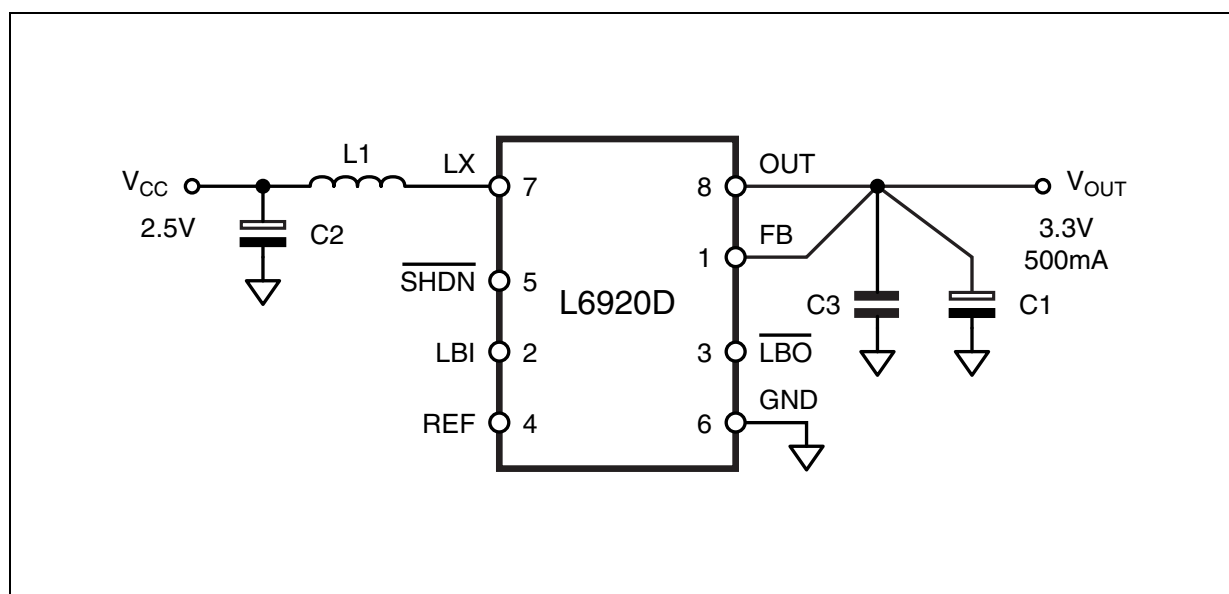 L1
LX
OUT
V_CC
7
8
V_OUT
2.5V
C2
FB
3.3V
1
500mA
SHDN
5
L6920D
C3
C1
LBI
2
3
LBO
GND
REF
4
6